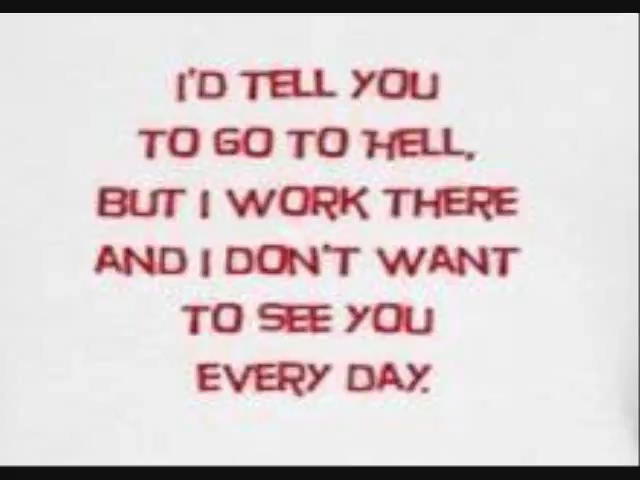 I'D TELL YOU
TO GO TO HELL,
BUT I WORK THERE
AND I DON'T WANT
TO SEE YOU
EVERY DAY.